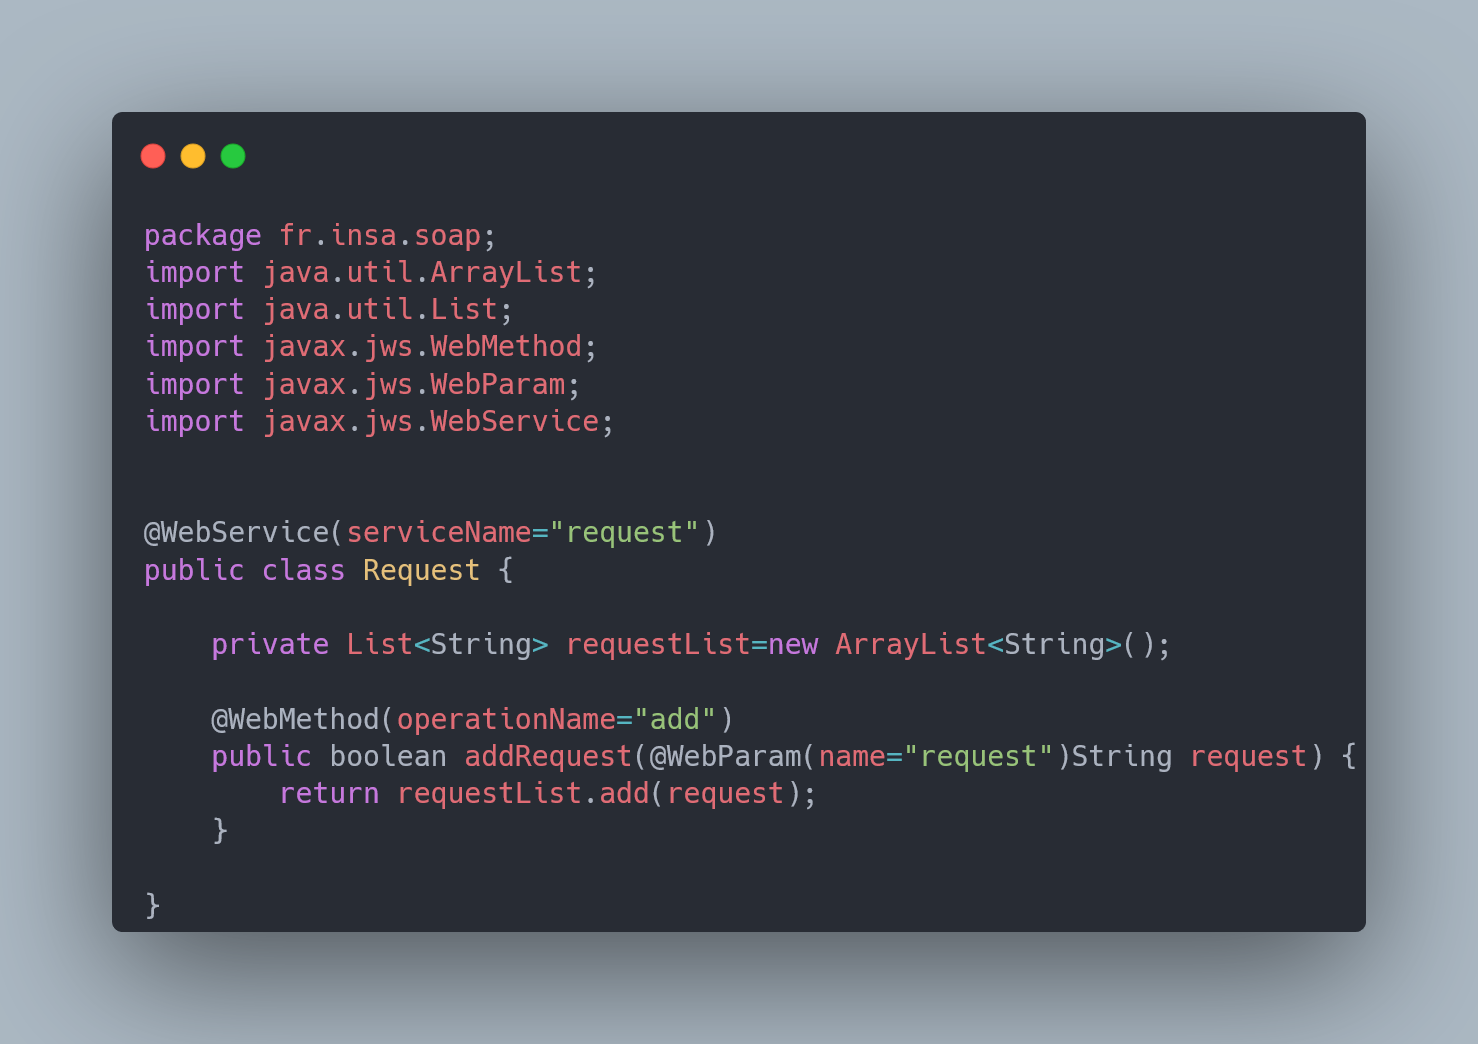 package fr.insa.soap;
import java.util.ArrayList;
import java.util.List;
import javax.jws.WebMethod;
import javax.jws.WebParam;
import javax.jws.WebService;
@WebService(serviceName="request")
public class Request {
private List<String> requestList=new ArrayList<String>();
@WebMethod(operationName="add")
public boolean addRequest(@WebParam(name="request")String request) {
return requestList.add(request);
}
}